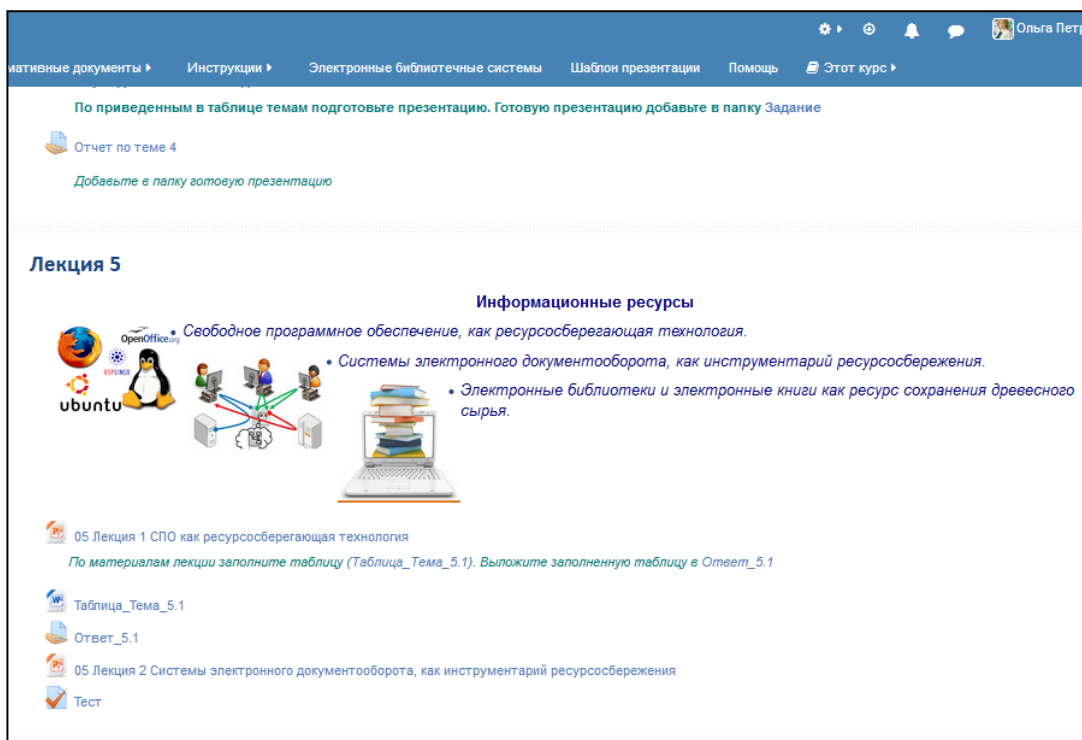 Ольга Петр
мативные документы Инструкции Электронные библиотечные системы Шаблон презентации Помощь Этот курс
По приведенным в таблице темам подготовьте презентацию. Готовую презентацию добавьте в папку Задание
Отчет по теме 4
Добавьте в папку готовую презентацию
Лекция 5
Информационные ресурсы
OpenOffice.org
ASPLINUX
ubuntu
• Свободное программное обеспечение, как ресурсосберегающая технология.
• Системы электронного документооборота, как инструментарий ресурсосбережения.
• Электронные библиотеки и электронные книги как ресурс сохранения древесного
сырья.
05 Лекция 1 СПО как ресурсосберегающая технология
По материалам лекции заполните таблицу (Таблица_Тема_5.1). Выложите заполненную таблицу в Ответ_5.1
Таблица_Тема_5.1
Ответ_5.1
05 Лекция 2 Системы электронного документооборота, как инструментарий ресурсосбережения
Тест